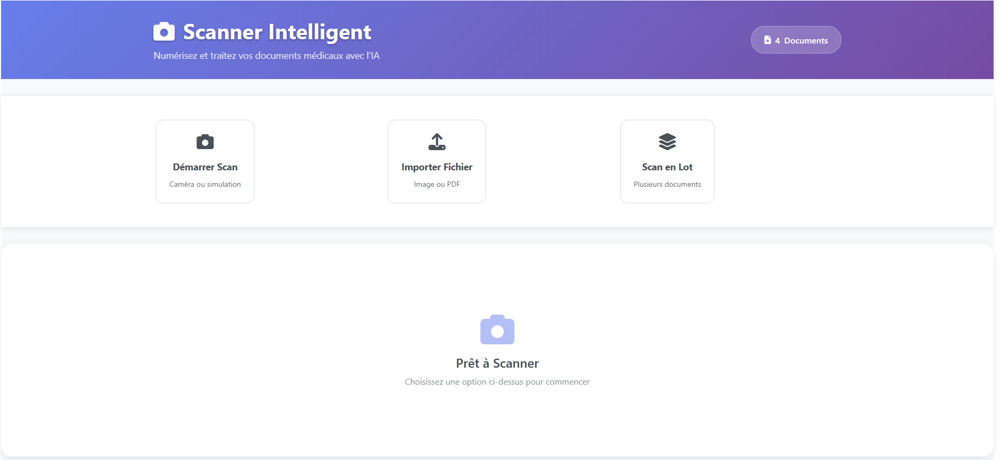 Scanner Intelligent
Numérisez et traitez vos documents médicaux avec l'IA
4 Documents
Démarrer Scan
Caméra ou simulation
Importer Fichier
Image ou PDF
Scan en Lot
Plusieurs documents
Prêt à Scanner
Choisissez une option ci-dessus pour commencer